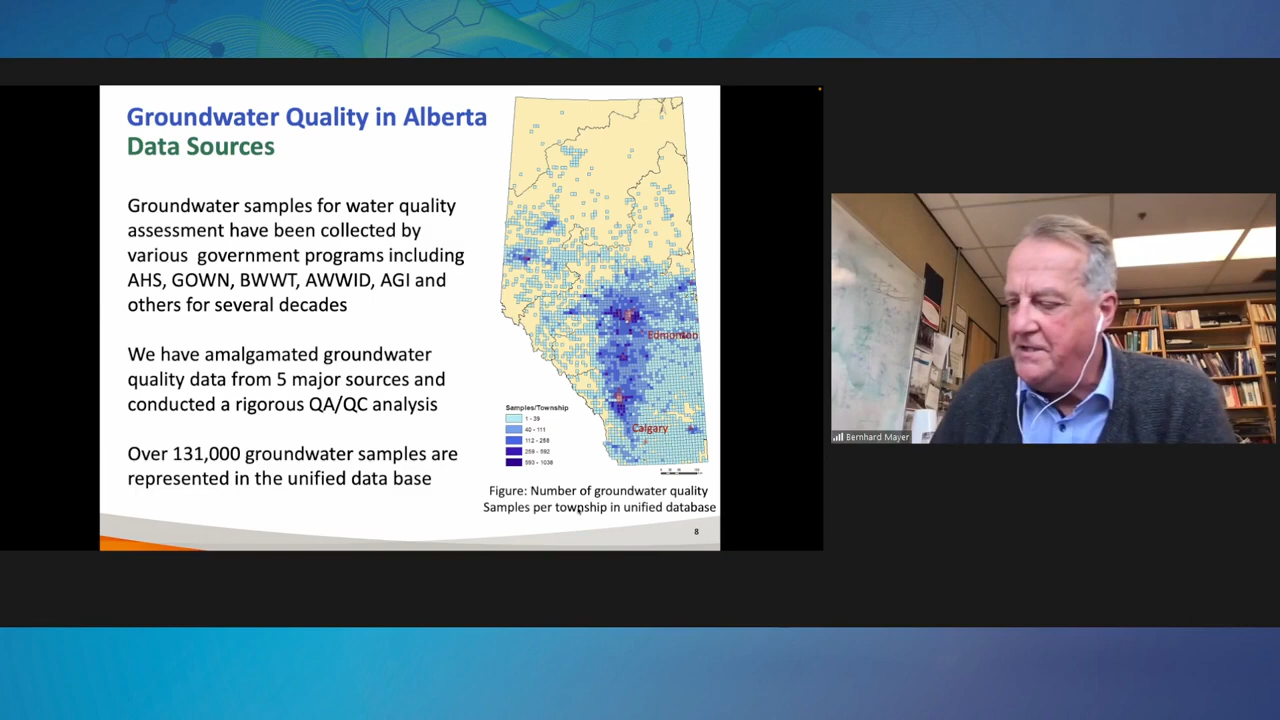 Groundwater Quality in Alberta
Data Sources
Groundwater samples for water quality
assessment have been collected by
various government programs including
AHS, GOWN, BWWT, AWWID, AGI and
others for several decades
We have amalgamated groundwater
quality data from 5 major sources and
conducted a rigorous QA/QC analysis
Over 131,000 groundwater samples are
represented in the unified data base
Edmonton
Calgary
Samples/Township
1 - 39
40 - 111
112 - 258
259 - 592
593 - 1038
Figure: Number of groundwater quality
Samples per township in unified database
8
Bernhard Mayer